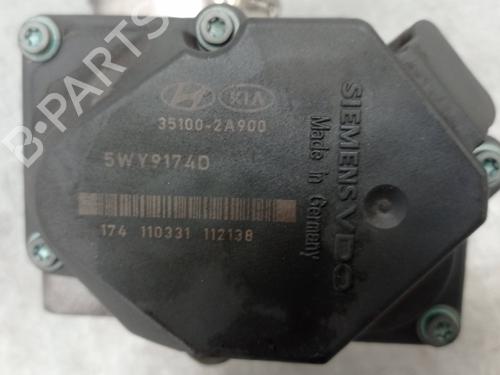 B-PARTS
KIA
35100-2A900
5WY9174D
174 110331 112138
SIEMENS VDO
Made in Germany